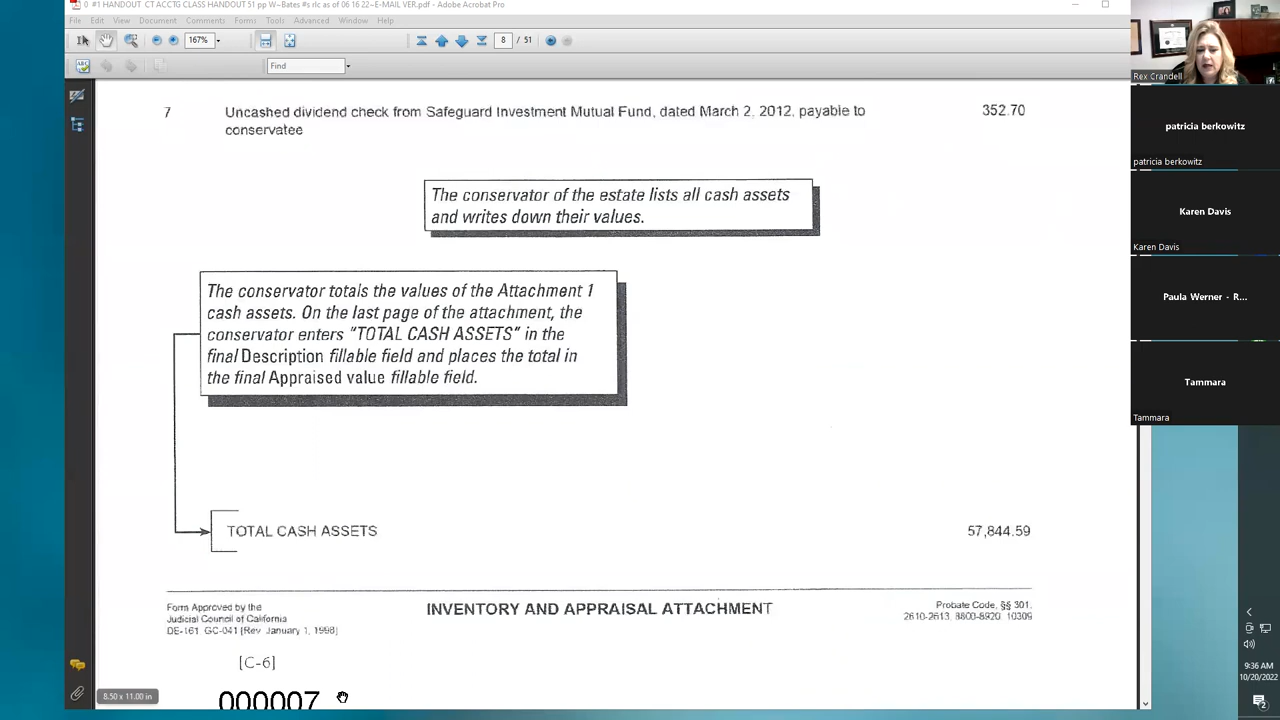 0 #1 HANDOUT CT ACCTG CLASS HANDOUT 51 pp W~Bates #s rlc as of 06 16 22~E-MAIL VER.pdf - Adobe Acrobat Pro
File Edit View Document Comments Forms Tools Advanced Window Help
167% 8 / 51
Find
7 Uncashed dividend check from Safeguard Investment Mutual Fund, dated March 2, 2012, payable to 352.70
conservatee
The conservator of the estate lists all cash assets
and writes down their values.
The conservator totals the values of the Attachment 1
cash assets. On the last page of the attachment, the
conservator enters "TOTAL CASH ASSETS" in the
final Description fillable field and places the total in
the final Appraised value fillable field.
TOTAL CASH ASSETS 57,844.59
Form Approved by the
Judicial Council of California
DE-161, GC-041 [Rev. January 1, 1998]
INVENTORY AND APPRAISAL ATTACHMENT
Probate Code, §§ 301,
2610-2613, 8800-8920, 10309
[C-6]
000007
8.50 x 11.00 in
Rex Crandell
patricia berkowitz
patricia berkowitz
Karen Davis
Karen Davis
Paula Werner - R...
Tammara
Tammara
9:36 AM
10/20/2022
2